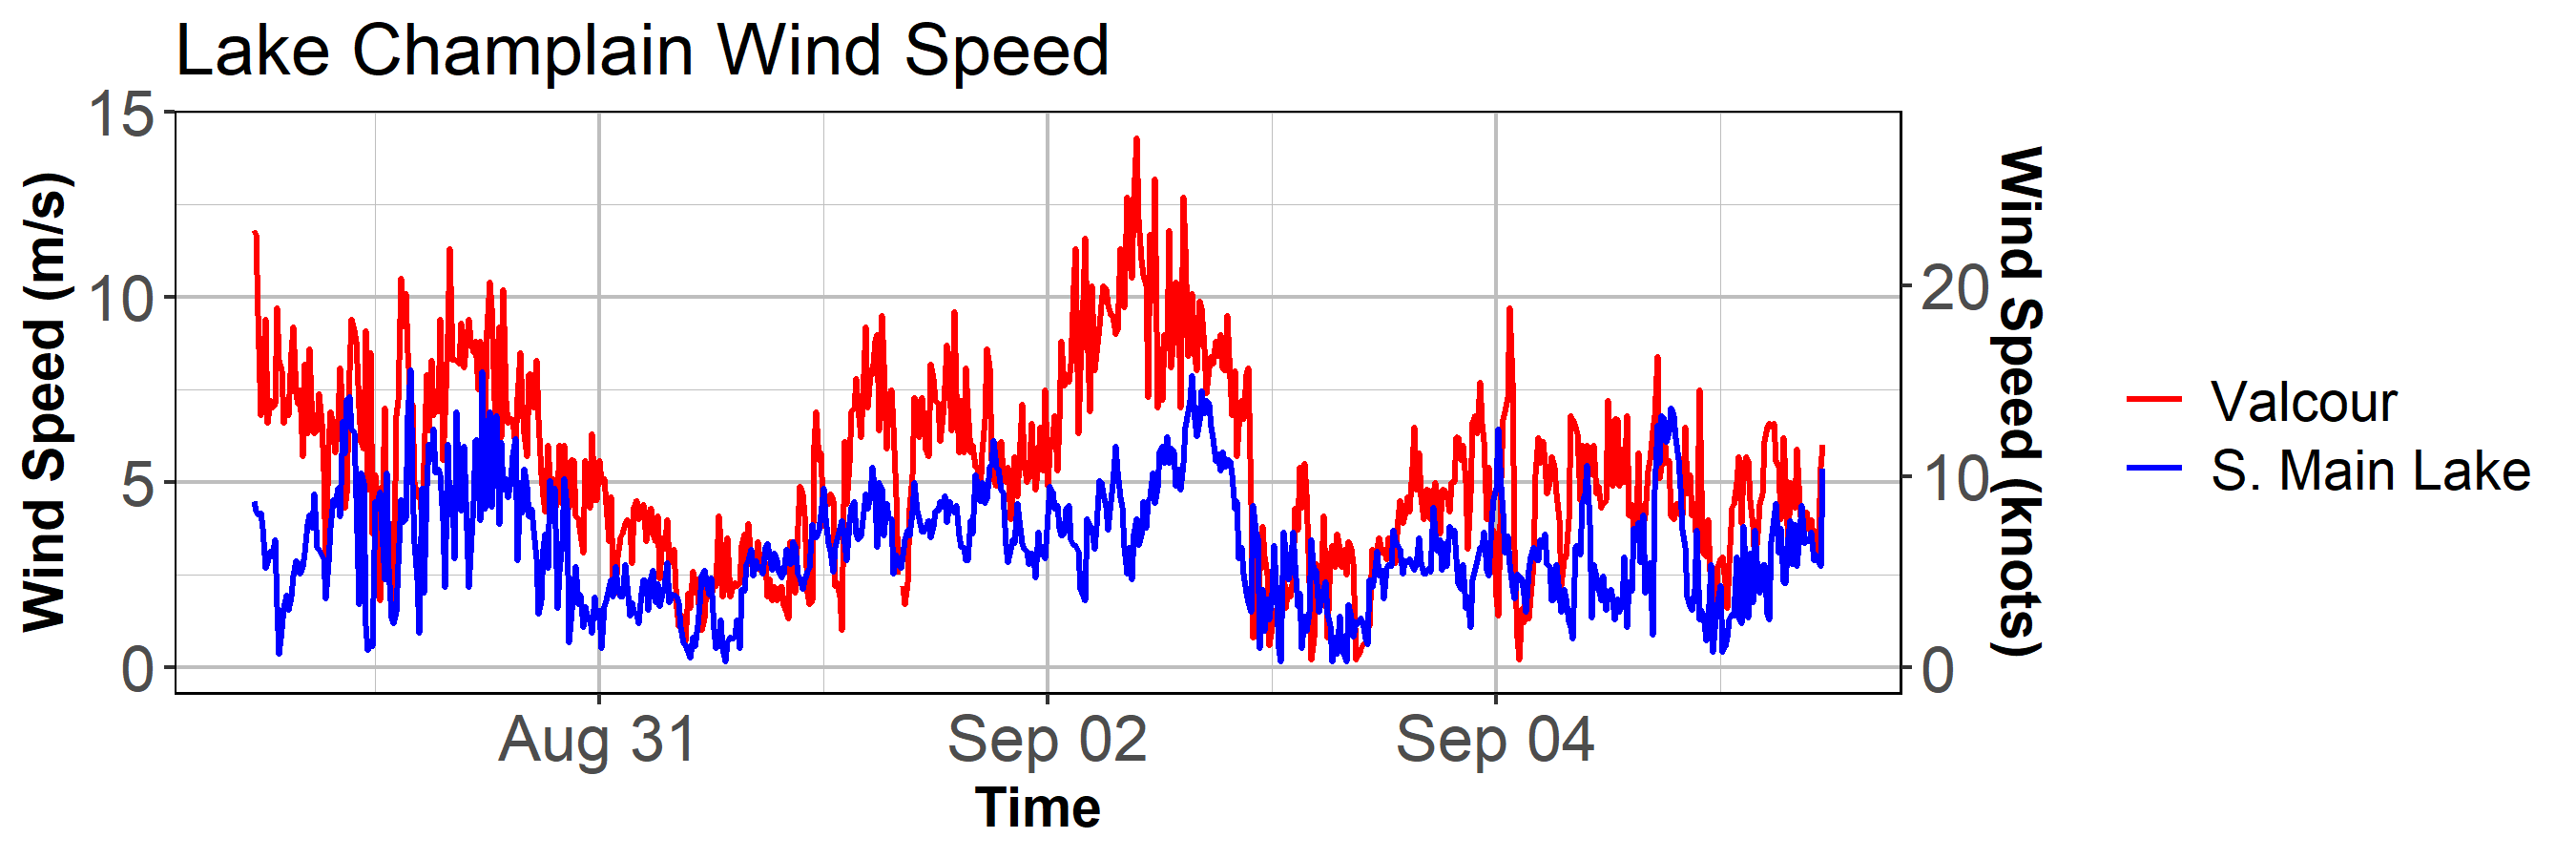 Lake Champlain Wind Speed
Wind Speed (m/s)
15
10
5
0
20
10
0
Wind Speed (knots)
Aug 31
Sep 02
Sep 04
Time
Valcour
S. Main Lake